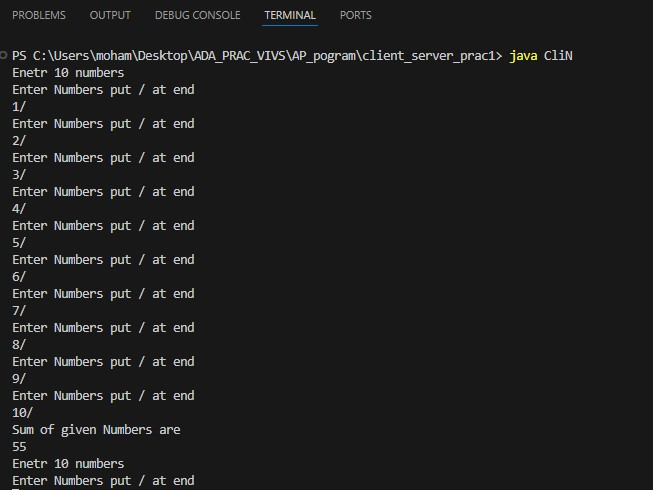 PROBLEMS OUTPUT DEBUG CONSOLE TERMINAL PORTS
PS C:\Users\moham\Desktop\ADA_PRAC_VIVS\AP_pogram\client_server_prac1> java CliN
Enetr 10 numbers
Enter Numbers put / at end
1/
Enter Numbers put / at end
2/
Enter Numbers put / at end
3/
Enter Numbers put / at end
4/
Enter Numbers put / at end
5/
Enter Numbers put / at end
6/
Enter Numbers put / at end
7/
Enter Numbers put / at end
8/
Enter Numbers put / at end
9/
Enter Numbers put / at end
10/
Sum of given Numbers are
55
Enetr 10 numbers
Enter Numbers put / at end